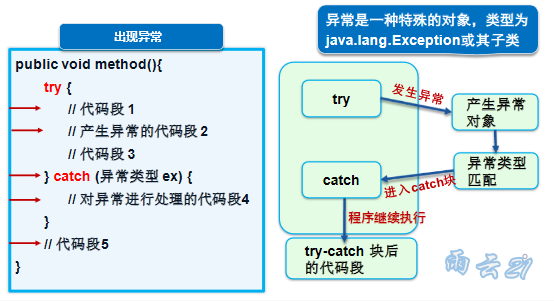 出现异常
public void method(){
try {
// 代码段 1
// 产生异常的代码段 2
// 代码段 3
} catch (异常类型 ex) {
// 对异常进行处理的代码段4
}
// 代码段5
}
异常是一种特殊的对象，类型为
java.lang.Exception或其子类
try
发生异常
产生异常
对象
异常类型
匹配
进入catch块
catch
程序继续执行
try-catch 块后
的代码段
雨云21